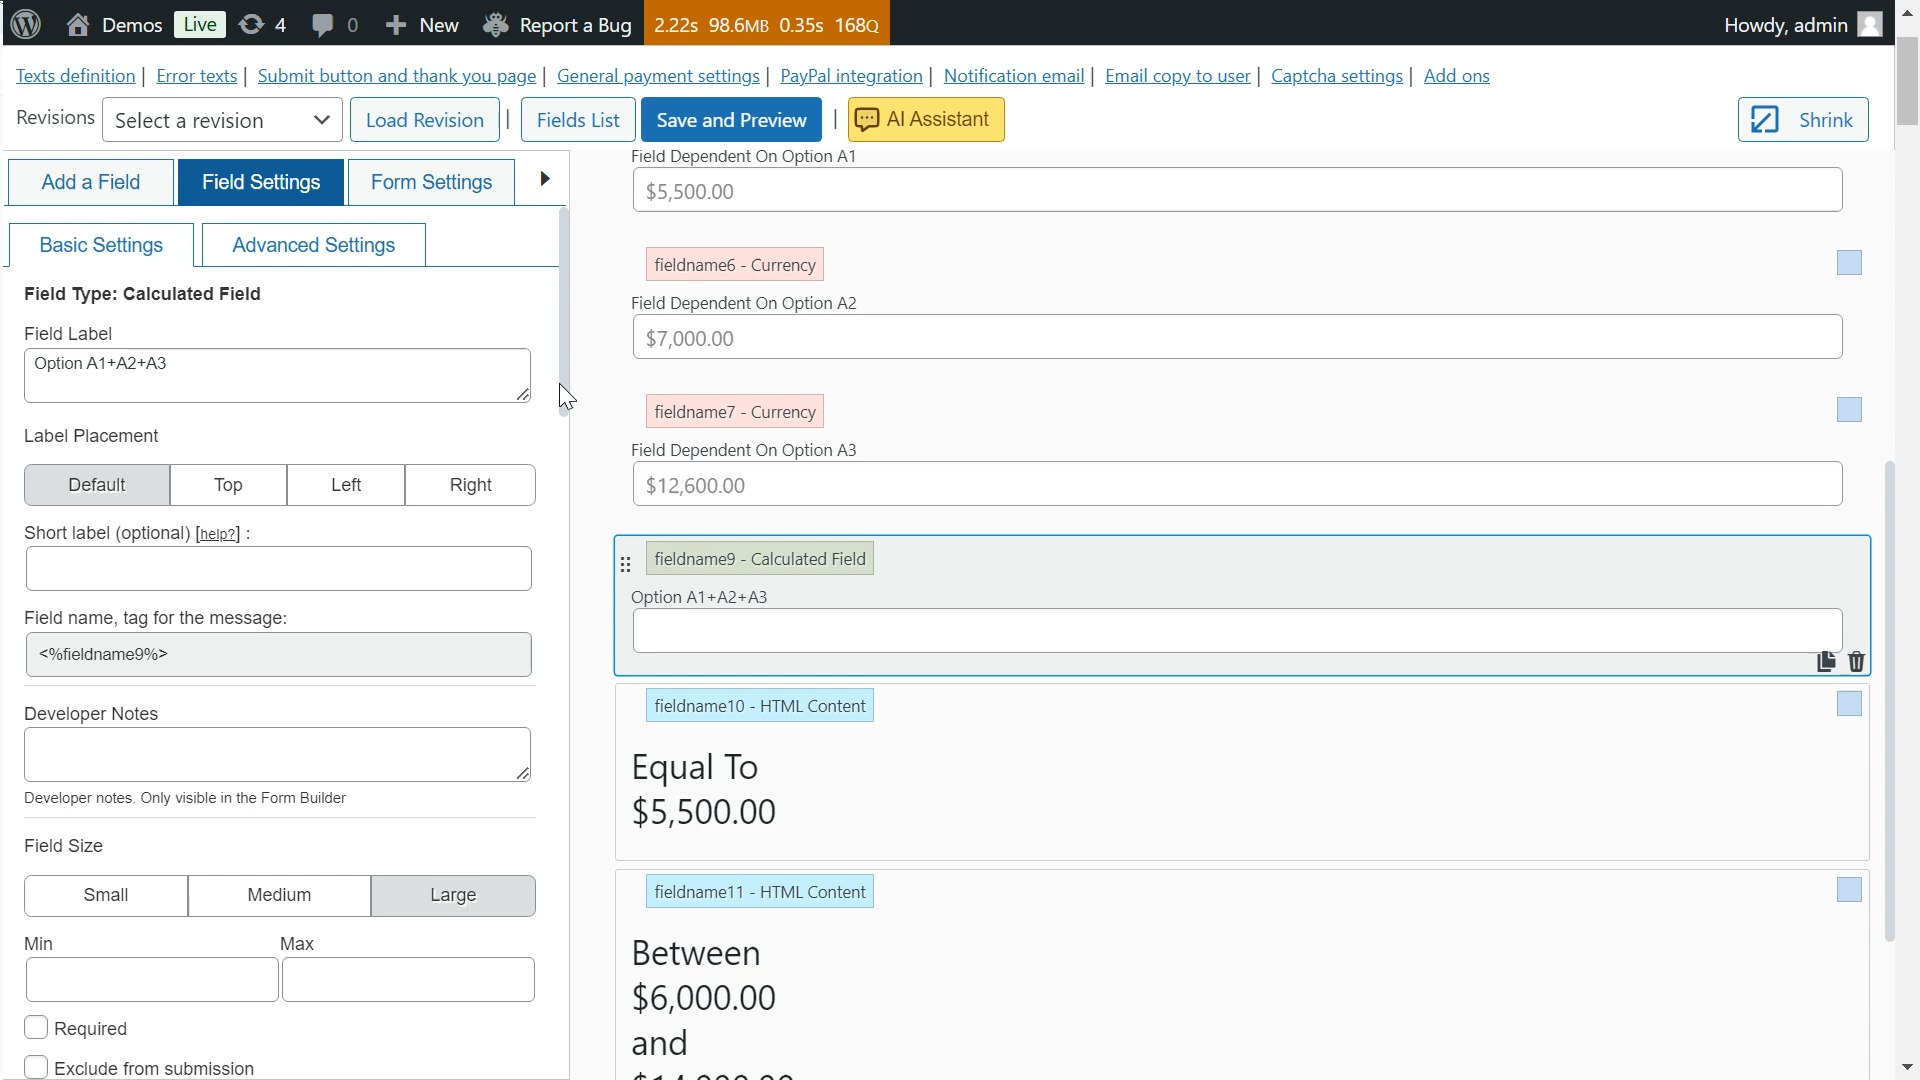 Demos Live 4 0 New Report a Bug 2.22s 98.6MB 0.35s 168Q Howdy, admin
Texts definition | Error texts | Submit button and thank you page | General payment settings | PayPal integration | Notification email | Email copy to user | Captcha settings | Add ons
Revisions Select a revision Load Revision | Fields List Save and Preview | AI Assistant Shrink
Add a Field Field Settings Form Settings
Basic Settings Advanced Settings
Field Type: Calculated Field
Field Label
Option A1+A2+A3
Label Placement
Default Top Left Right
Short label (optional) [help?] :
Field name, tag for the message:
<%fieldname9%>
Developer Notes
Developer notes. Only visible in the Form Builder
Field Size
Small Medium Large
Min Max
Required
Exclude from submission
Field Dependent On Option A1
$5,500.00
fieldname6 - Currency
Field Dependent On Option A2
$7,000.00
fieldname7 - Currency
Field Dependent On Option A3
$12,600.00
fieldname9 - Calculated Field
Option A1+A2+A3
fieldname10 - HTML Content
Equal To
$5,500.00
fieldname11 - HTML Content
Between
$6,000.00
and